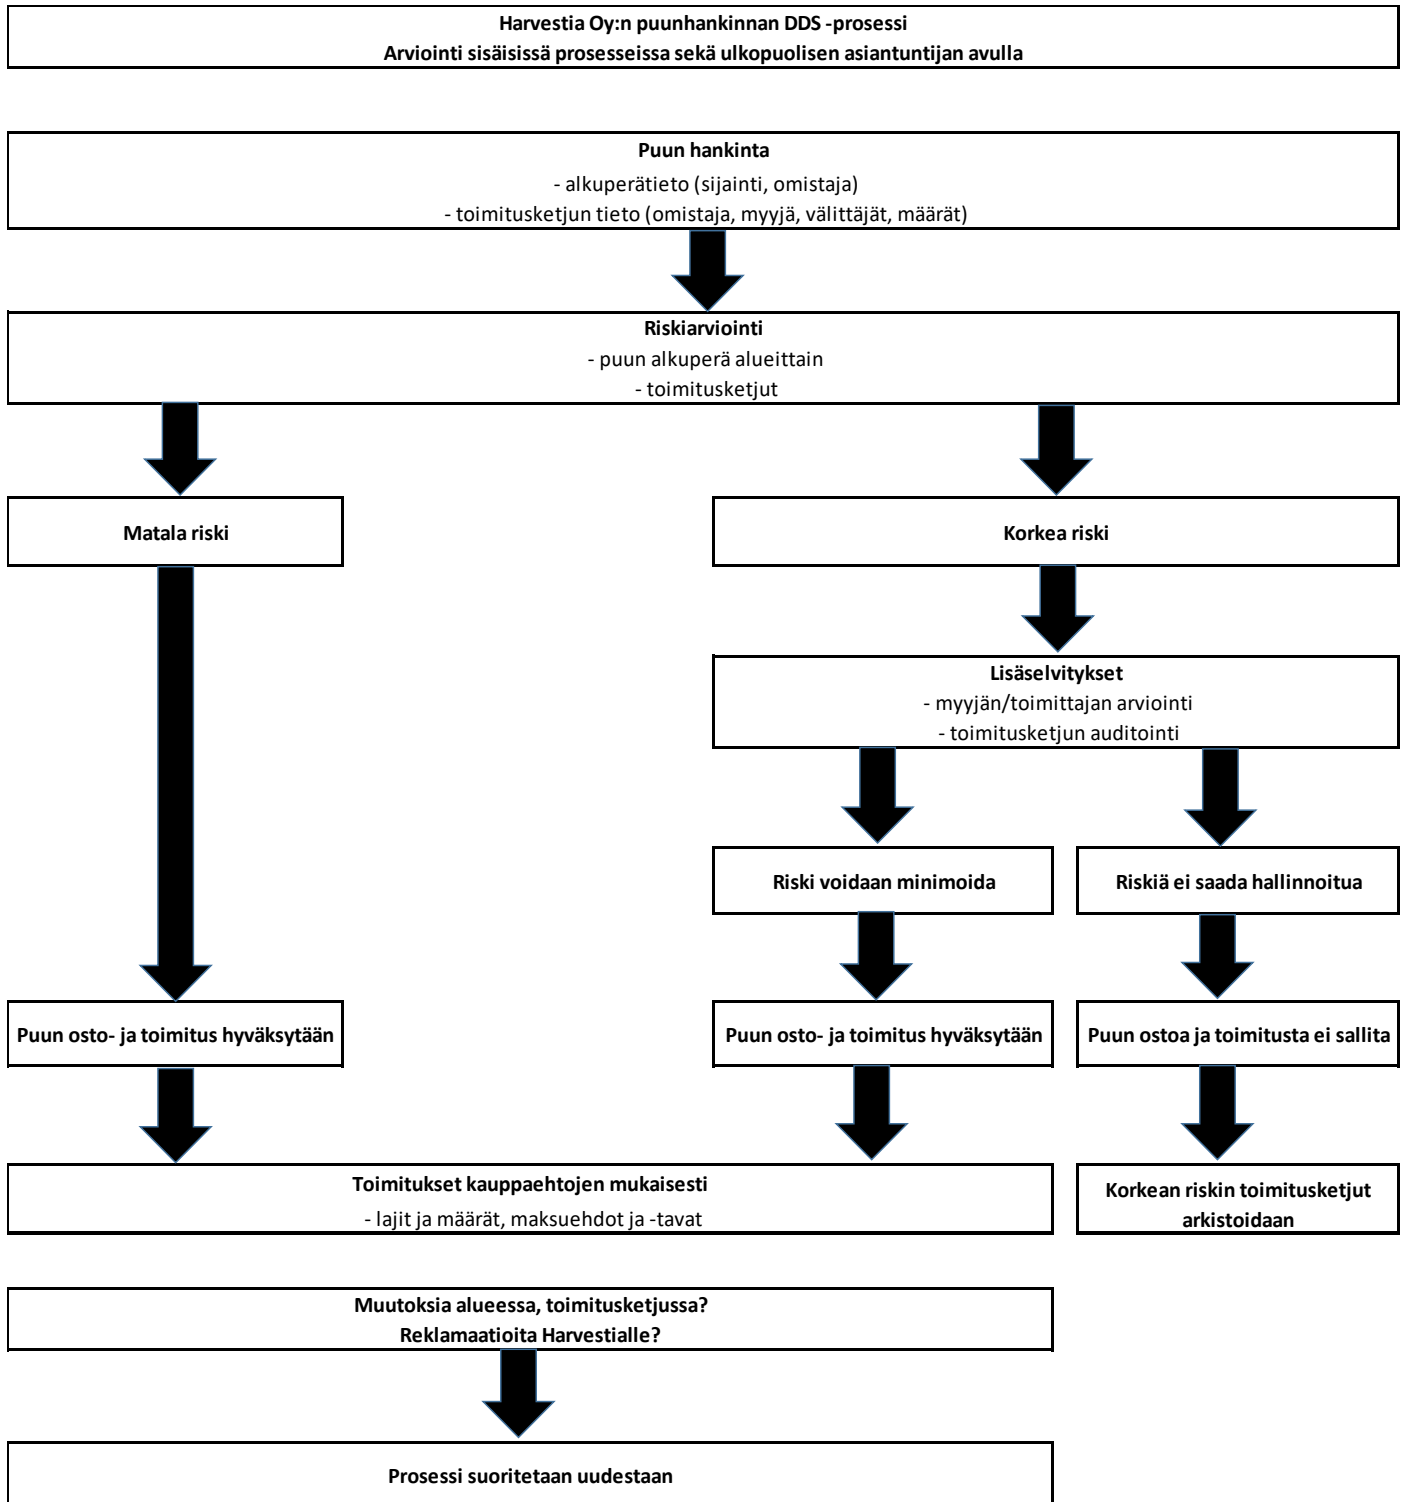 Harvestia Oy:n puunhankinnan DDS -prosessi
Arviointi sisäisissä prosesseissa sekä ulkopuolisen asiantuntijan avulla
Puun hankinta
- alkuperätieto (sijainti, omistaja)
- toimitusketjun tieto (omistaja, myyjä, välittäjät, määrät)
Riskiarviointi
- puun alkuperä alueittain
- toimitusketjut
Matala riski
Korkea riski
Lisäselvitykset
- myyjän/toimittajan arviointi
- toimitusketjun auditointi
Riski voidaan minimoida
Riskiä ei saada hallinnoitua
Puun osto- ja toimitus hyväksytään
Puun osto- ja toimitus hyväksytään
Puun ostoa ja toimitusta ei sallita
Toimitukset kauppaehtojen mukaisesti
- lajit ja määrät, maksuehdot ja -tavat
Korkean riskin toimitusketjut
arkistoidaan
Muutoksia alueessa, toimitusketjussa?
Reklamaatioita Harvestialle?
Prosessi suoritetaan uudestaan